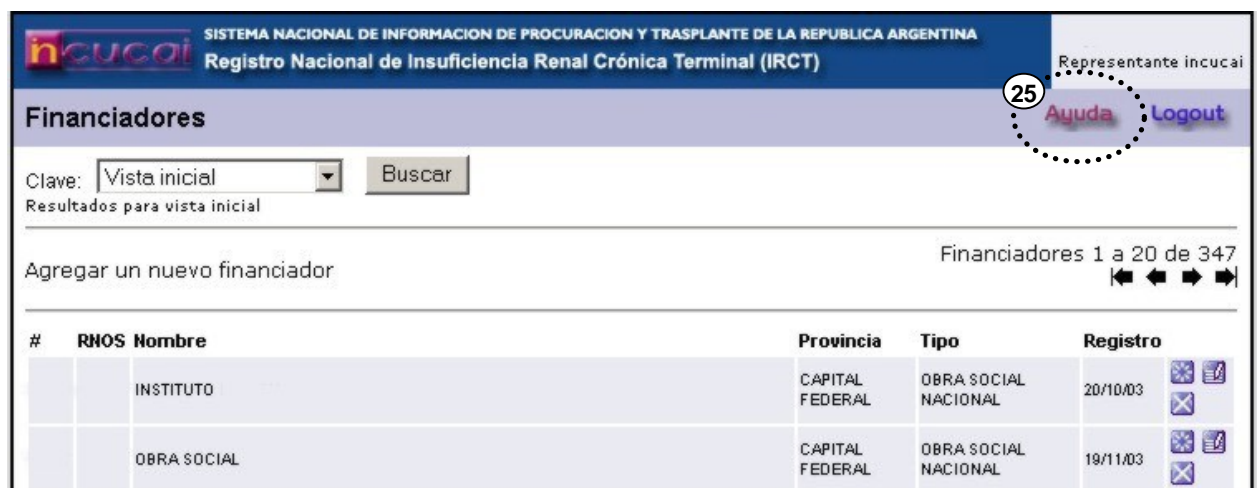 incucai
SISTEMA NACIONAL DE INFORMACION DE PROCURACION Y TRASPLANTE DE LA REPUBLICA ARGENTINA
Registro Nacional de Insuficiencia Renal Crónica Terminal (IRCT)
Representante incucai
Financiadores
25
Ayuda Logout
Clave: Vista inicial Buscar
Resultados para vista inicial
Agregar un nuevo financiador
Financiadores 1 a 20 de 347
# RNOS Nombre Provincia Tipo Registro
INSTITUTO CAPITAL FEDERAL OBRA SOCIAL NACIONAL 20/10/03
OBRA SOCIAL CAPITAL FEDERAL OBRA SOCIAL NACIONAL 19/11/03